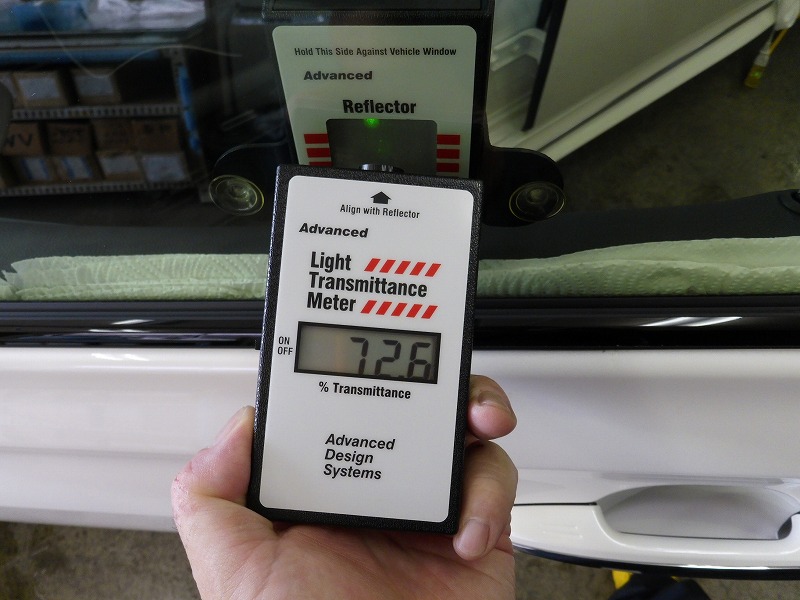 Hold This Side Against Vehicle Window
Advanced
Reflector
Align with Reflector
Advanced
Light
Transmittance
Meter
ON
OFF
72.6
% Transmittance
Advanced
Design
Systems